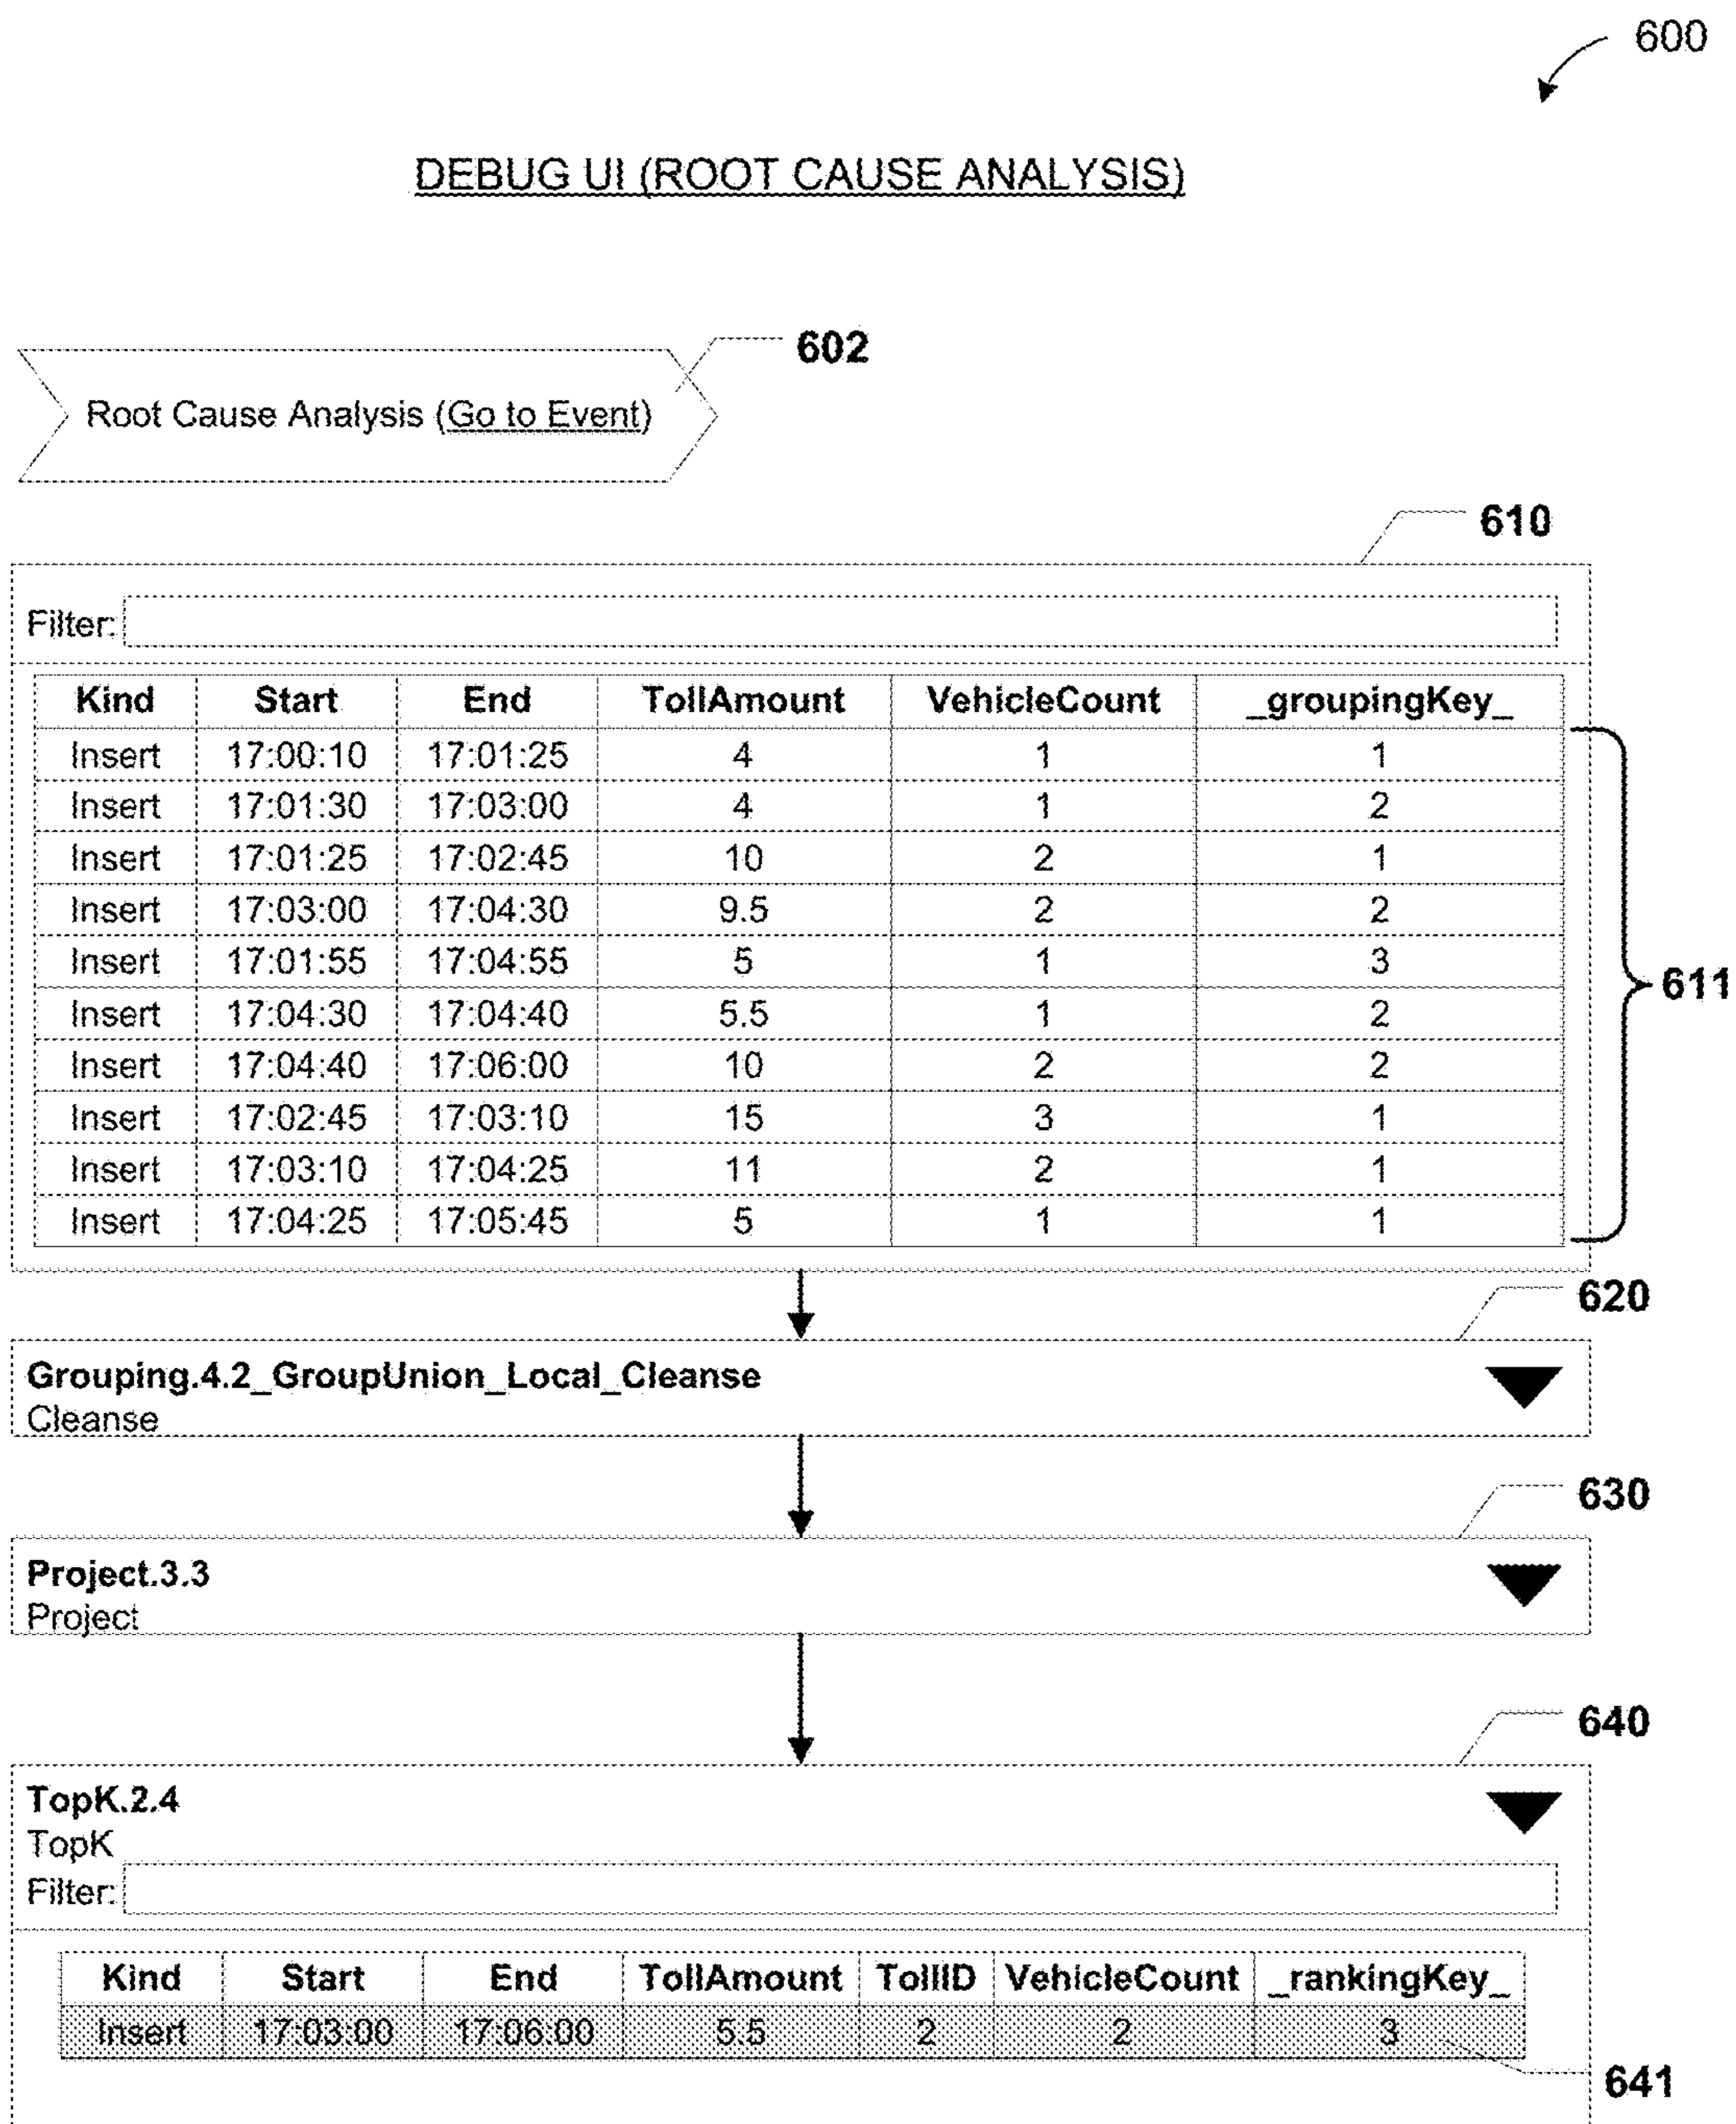 600
DEBUG UI (ROOT CAUSE ANALYSIS)
602
Root Cause Analysis (Go to Event)
610
Filter:
Kind Start End TollAmount VehicleCount _groupingKey_
Insert 17:00:10 17:01:25 4 1 1
Insert 17:01:30 17:03:00 4 1 2
Insert 17:01:25 17:02:45 10 2 1
Insert 17:03:00 17:04:30 9.5 2 2
Insert 17:01:55 17:04:55 5 1 3
611
Insert 17:04:30 17:04:40 5.5 1 2
Insert 17:04:40 17:06:00 10 2 2
Insert 17:02:45 17:03:10 15 3 1
Insert 17:03:10 17:04:25 11 2 1
Insert 17:04:25 17:05:45 5 1 1
620
Grouping.4.2_GroupUnion_Local_Cleanse
Cleanse
630
Project.3.3
Project
640
TopK.2.4
TopK
Filter:
Kind Start End TollAmount TollID VehicleCount _rankingKey_
Insert 17:03:00 17:06:00 5.5 2 2 3
641